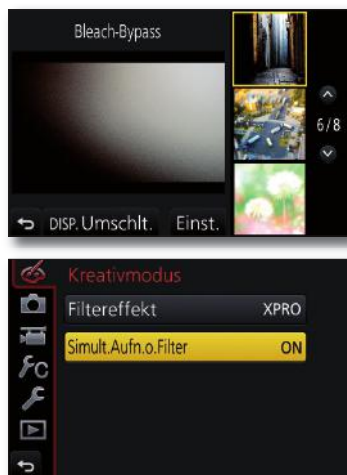 Bleach-Bypass
6/8
DISP. Umschlt. Einst.
Kreativmodus
Filtereffekt XPRO
Simult.Aufn.o.Filter ON